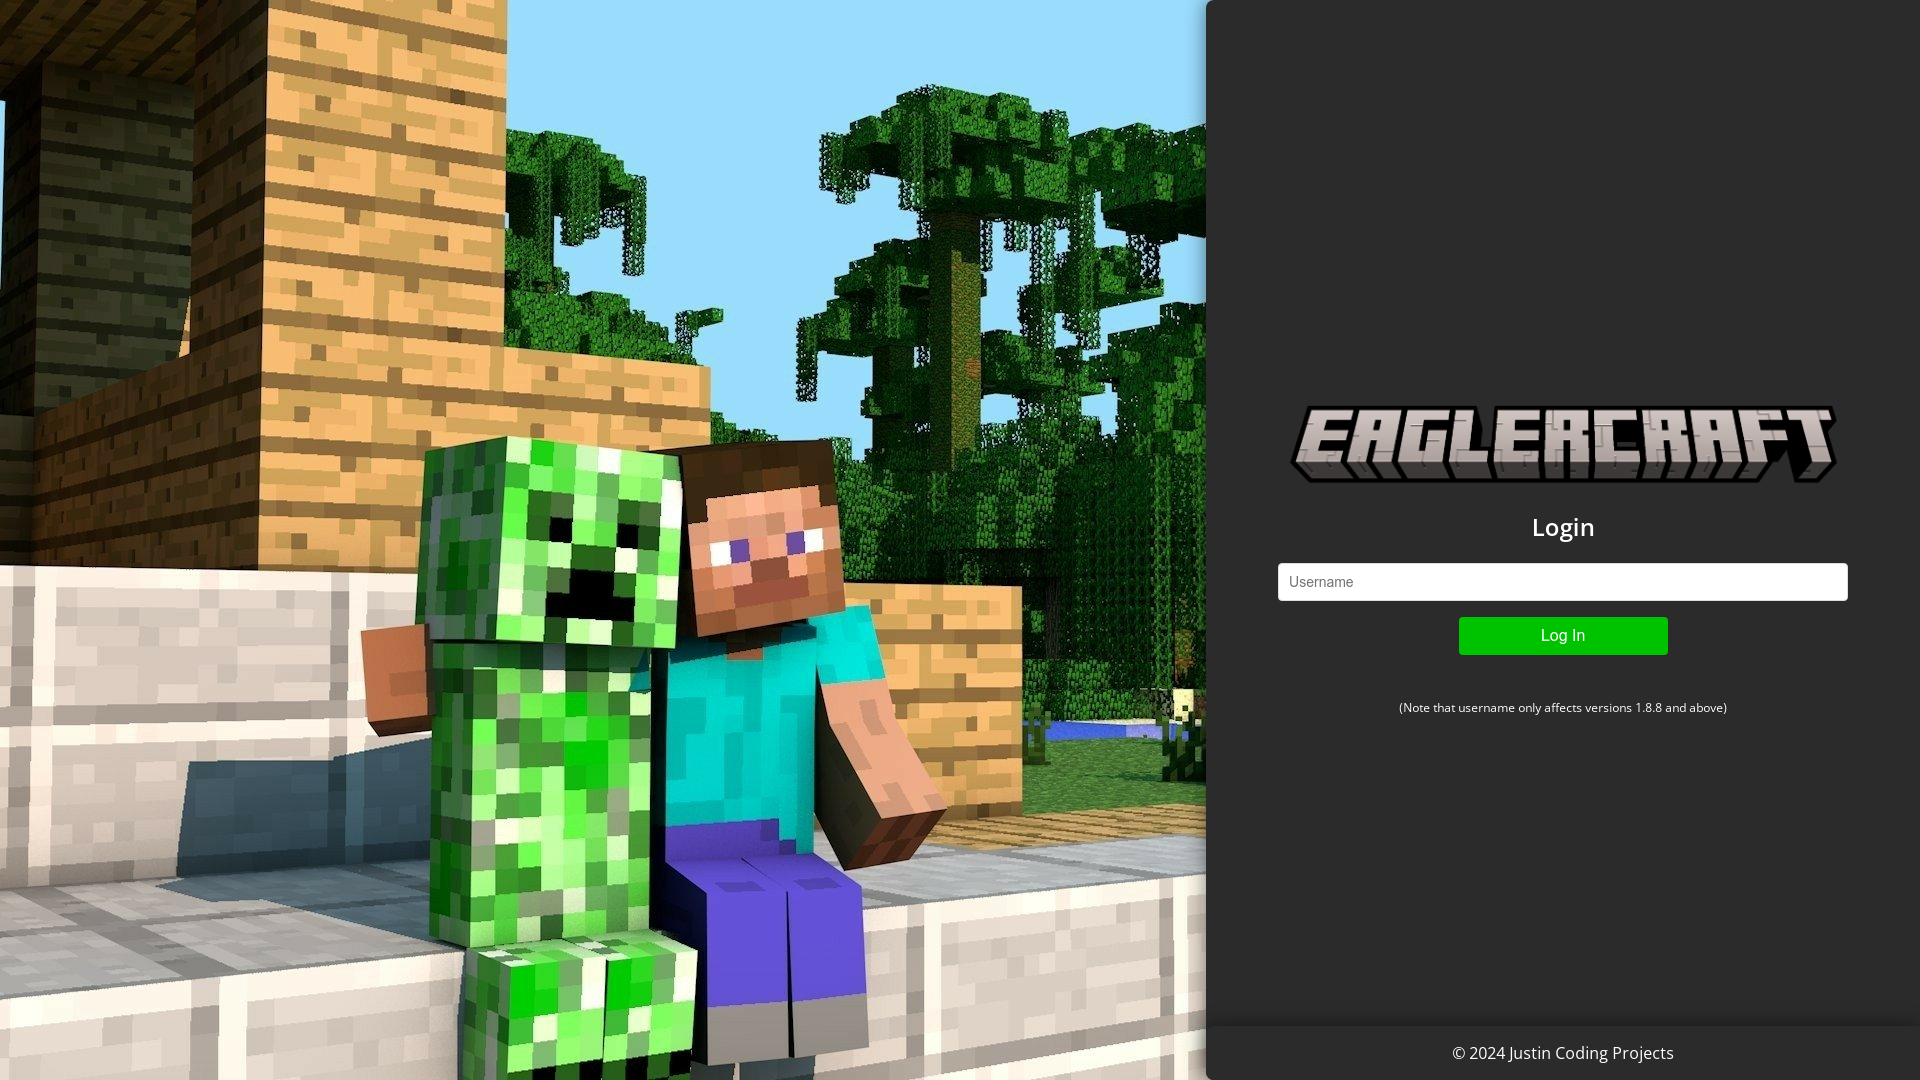 EAGLERCRAFT
Login
Username
Log In
(Note that username only affects versions 1.8.8 and above)
© 2024 Justin Coding Projects